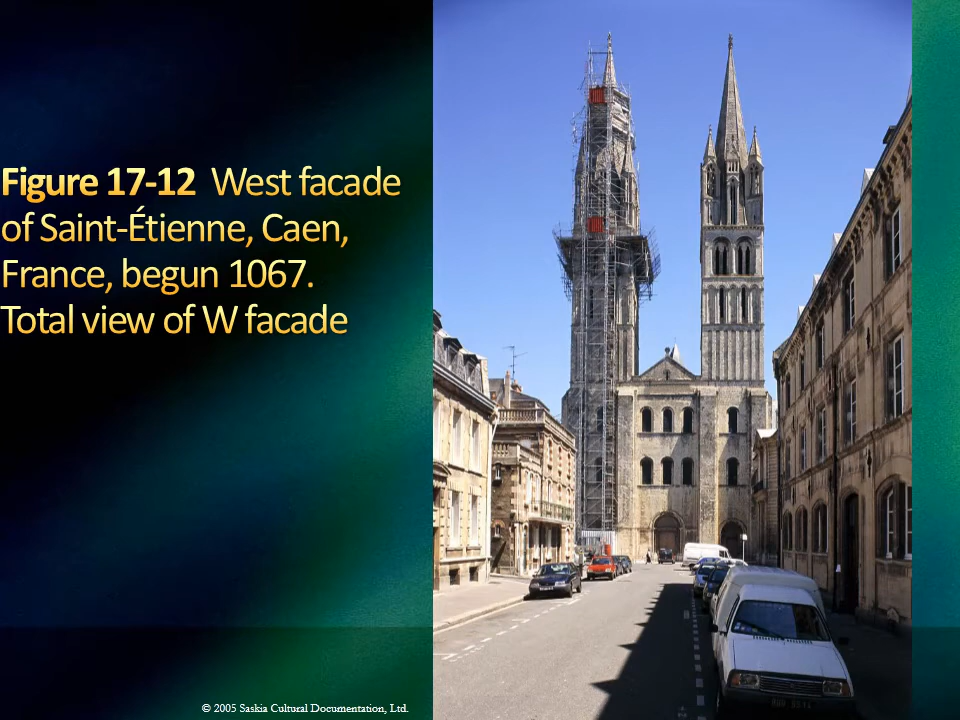 Figure 17-12 West facade
of Saint-Étienne, Caen,
France, begun 1067.
Total view of W facade
© 2005 Saskia Cultural Documentation, Ltd.